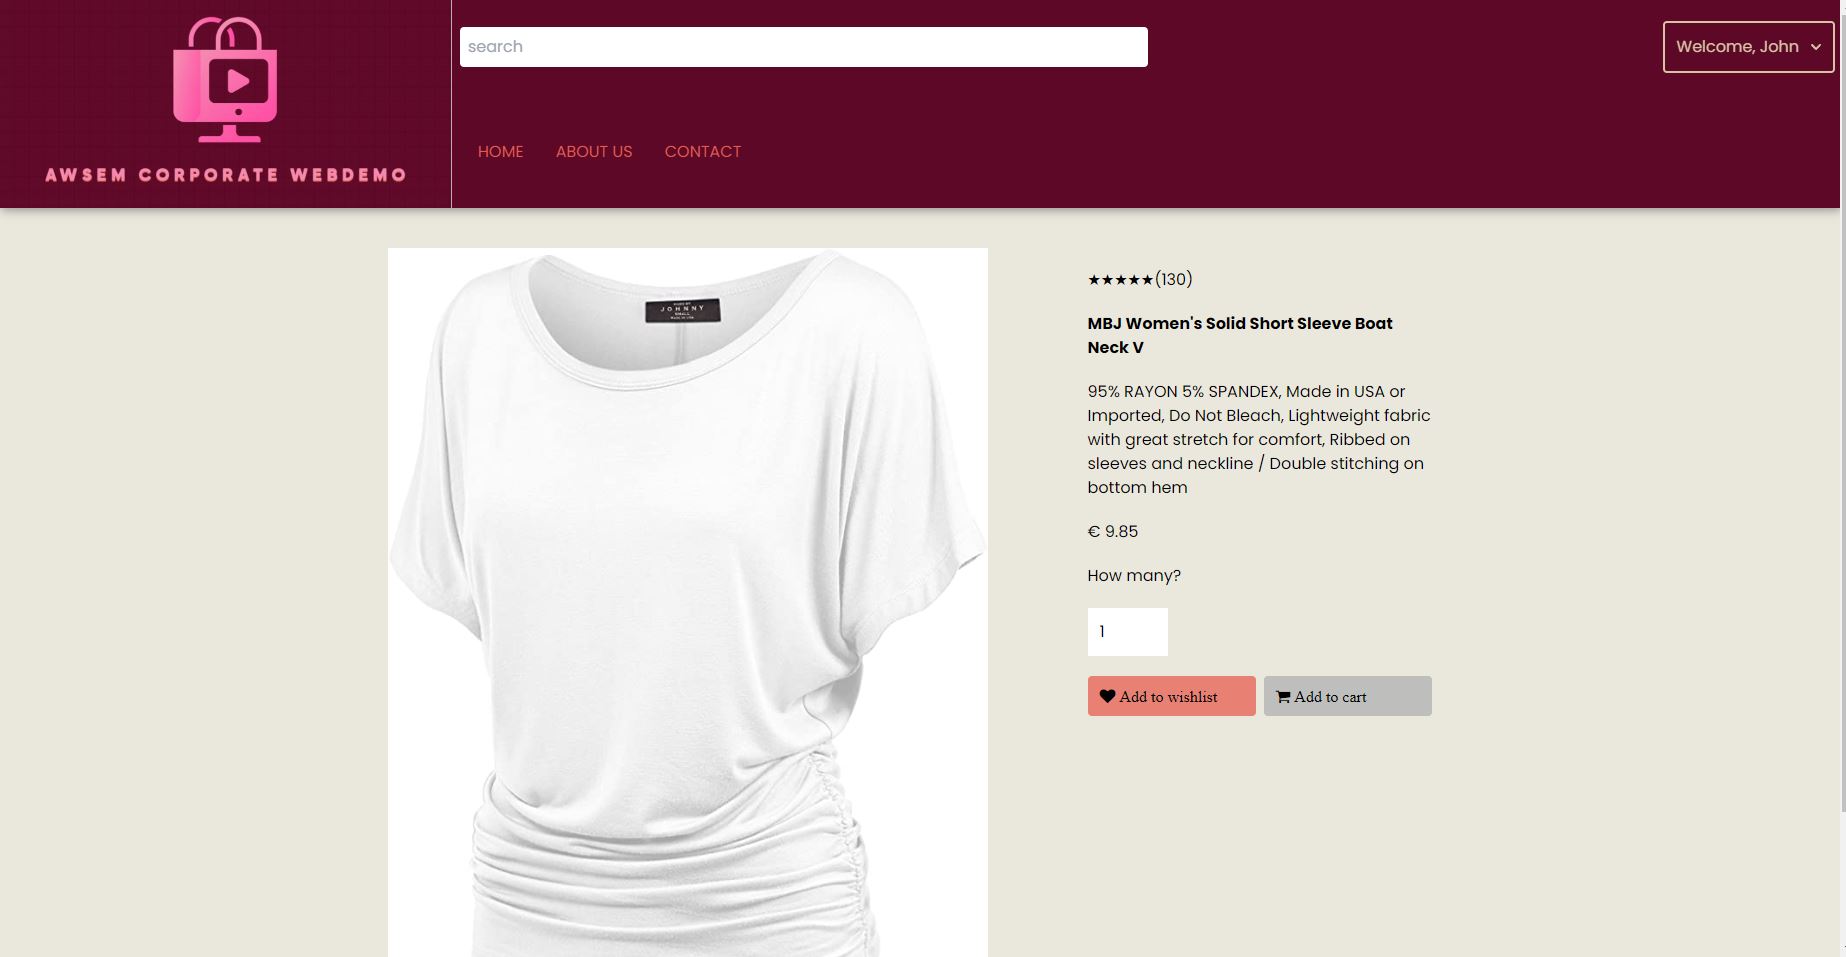 search
Welcome, John
HOME
ABOUT US
CONTACT
AWSEM CORPORATE WEBDEMO
JOHNNY
SMALL
★★★★★(130)
MBJ Women's Solid Short Sleeve Boat
Neck V
95% RAYON 5% SPANDEX, Made in USA or
Imported, Do Not Bleach, Lightweight fabric
with great stretch for comfort, Ribbed on
sleeves and neckline / Double stitching on
bottom hem
€ 9.85
How many?
1
Add to wishlist
Add to cart